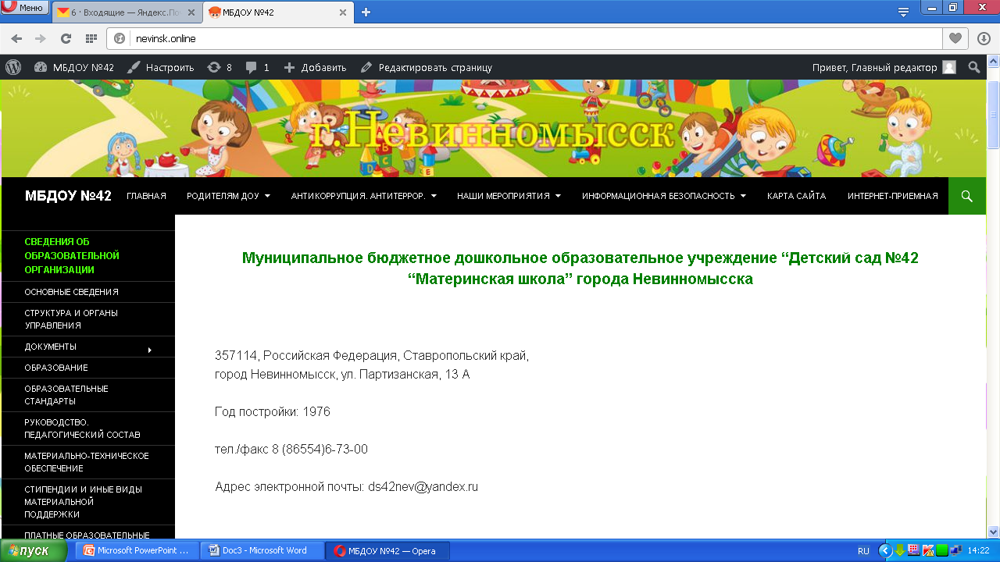 Меню
6 · Входящие — Яндекс.По
МБДОУ №42
nevinsk.online
МБДОУ №42 Настроить 8 1 Добавить Редактировать страницу Привет, Главный редактор
г.Невинномысск
A
B C
D E
МБДОУ №42 ГЛАВНАЯ РОДИТЕЛЯМ ДОУ АНТИКОРРУПЦИЯ. АНТИТЕРРОР. НАШИ МЕРОПРИЯТИЯ ИНФОРМАЦИОННАЯ БЕЗОПАСНОСТЬ КАРТА САЙТА ИНТЕРНЕТ-ПРИЕМНАЯ
СВЕДЕНИЯ ОБ
ОБРАЗОВАТЕЛЬНОЙ
ОРГАНИЗАЦИИ
ОСНОВНЫЕ СВЕДЕНИЯ
СТРУКТУРА И ОРГАНЫ
УПРАВЛЕНИЯ
ДОКУМЕНТЫ
ОБРАЗОВАНИЕ
ОБРАЗОВАТЕЛЬНЫЕ
СТАНДАРТЫ
РУКОВОДСТВО.
ПЕДАГОГИЧЕСКИЙ СОСТАВ
МАТЕРИАЛЬНО-ТЕХНИЧЕСКОЕ
ОБЕСПЕЧЕНИЕ
СТИПЕНДИИ И ИНЫЕ ВИДЫ
МАТЕРИАЛЬНОЙ
ПОДДЕРЖКИ
ПЛАТНЫЕ ОБРАЗОВАТЕЛЬНЫЕ
Муниципальное бюджетное дошкольное образовательное учреждение “Детский сад №42
“Материнская школа” города Невинномысска
357114, Российская Федерация, Ставропольский край,
город Невинномысск, ул. Партизанская, 13 А
Год постройки: 1976
тел./факс 8 (86554)6-73-00
Адрес электронной почты: ds42nev@yandex.ru
пуск
Microsoft PowerPoint ...
Doc3 - Microsoft Word
МБДОУ №42 — Opera
RU
14:22